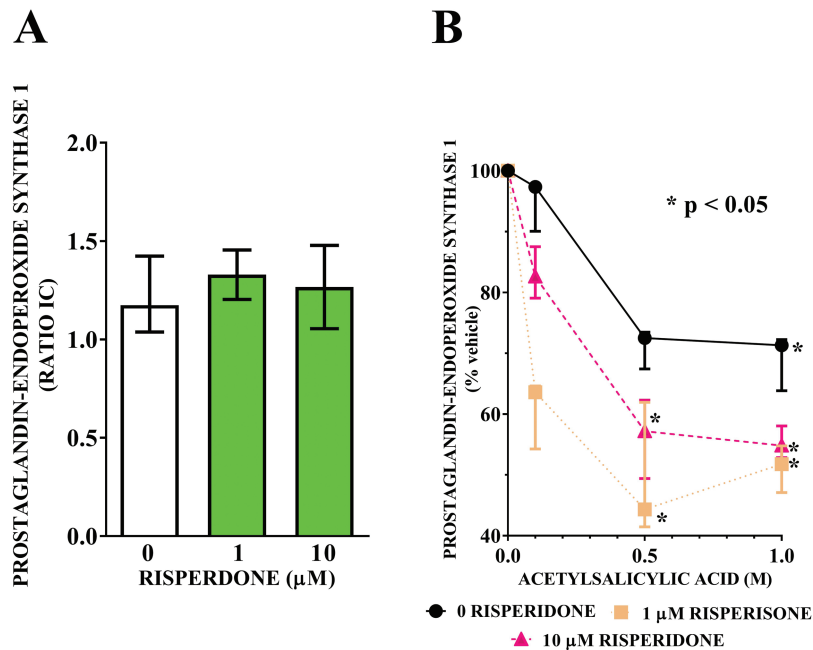 A
PROSTAGLANDIN-ENDOPEROXIDE SYNTHASE 1
(RATIO IC)
2.0
1.5
1.0
0.5
0.0
0 1 10
RISPERDONE (µM)
B
PROSTAGLANDIN-ENDOPEROXIDE SYNTHASE 1
(% vehicle)
100
80
60
40
* p < 0.05
*
*
*
*
*
0.0 0.5 1.0
ACETYLSALICYLIC ACID (M)
0 RISPERIDONE 1 µM RISPERISONE
10 µM RISPERIDONE